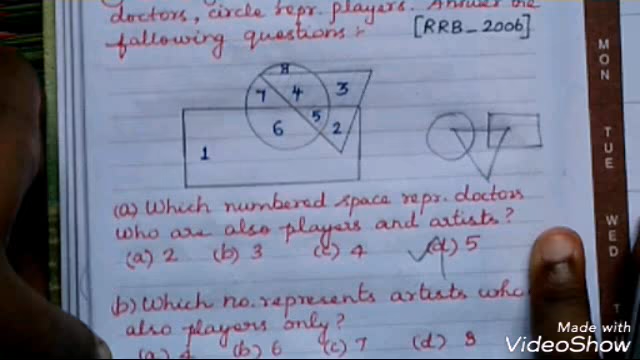 doctors, circle repr. players. Answer the
following questions:- [RRB_2006]
8
7 4 3
5
6 2
1
(a) Which numbered space repr. doctors
who are also players and artists?
(a) 2 (b) 3 (c) 4 (d) 5
(b) Which no. represents artists who
also players only?
(a) 4 (b) 6 (c) 7 (d) 8
MON
TUE
WED
T
Made with
VideoShow